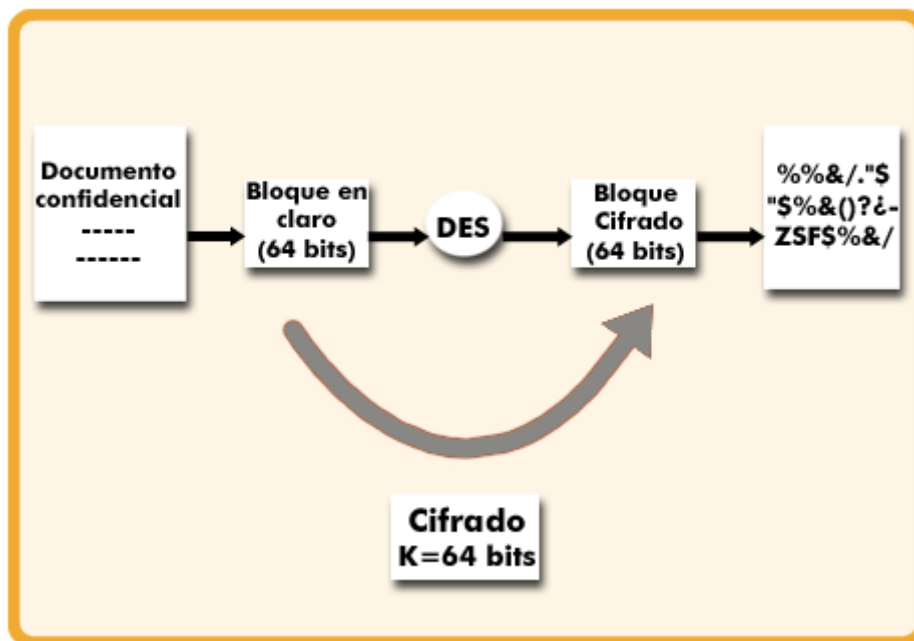 Documento
confidencial
-----
------
Bloque en
claro
(64 bits)
DES
Bloque
Cifrado
(64 bits)
%%&/."$
"$%&()?¿-
ZSF$%&/
Cifrado
K=64 bits